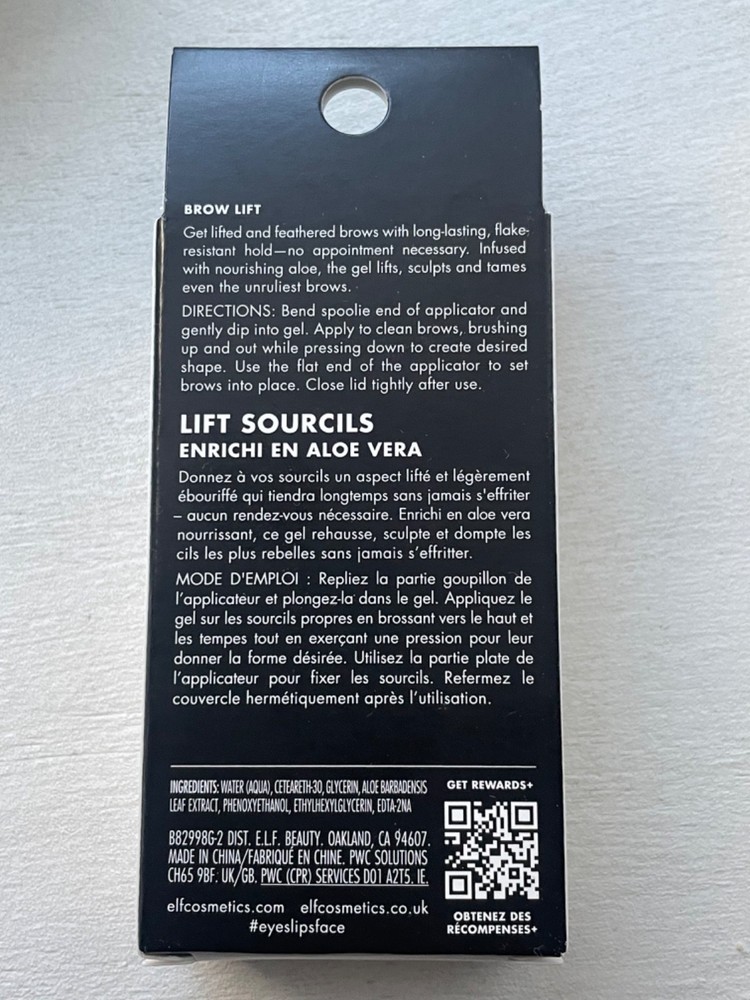 BROW LIFT
Get lifted and feathered brows with long-lasting, flake-
resistant hold—no appointment necessary. Infused
with nourishing aloe, the gel lifts, sculpts and tames
even the unruliest brows.
DIRECTIONS: Bend spoolie end of applicator and
gently dip into gel. Apply to clean brows, brushing
up and out while pressing down to create desired
shape. Use the flat end of the applicator to set
brows into place. Close lid tightly after use.
LIFT SOURCILS
ENRICHI EN ALOE VERA
Donnez à vos sourcils un aspect lifté et légèrement
ébouriffé qui tiendra longtemps sans jamais s'effriter
– aucun rendez-vous nécessaire. Enrichi en aloe vera
nourrissant, ce gel rehausse, sculpte et dompte les
cils les plus rebelles sans jamais s’effritter.
MODE D'EMPLOI : Repliez la partie goupillon de
l’applicateur et plongez-la dans le gel. Appliquez le
gel sur les sourcils propres en brossant vers le haut et
les tempes tout en exerçant une pression pour leur
donner la forme désirée. Utilisez la partie plate de
l’applicateur pour fixer les sourcils. Refermez le
couvercle hermétiquement après l’utilisation.
INGREDIENTS: WATER (AQUA), CETEARETH-30, GLYCERIN, ALOE BARBADENSIS
LEAF EXTRACT, PHENOXYETHANOL, ETHYLHEXYLGLYCERIN, EDTA-2NA
B82998G-2 DIST. E.L.F. BEAUTY. OAKLAND, CA 94607.
MADE IN CHINA/FABRIQUÉ EN CHINE. PWC SOLUTIONS
CH65 9BF. UK/GB. PWC (CPR) SERVICES D01 A2T5. IE.
elfcosmetics.com elfcosmetics.co.uk
#eyeslipsface
GET REWARDS+
OBTENEZ DES
RÉCOMPENSES+